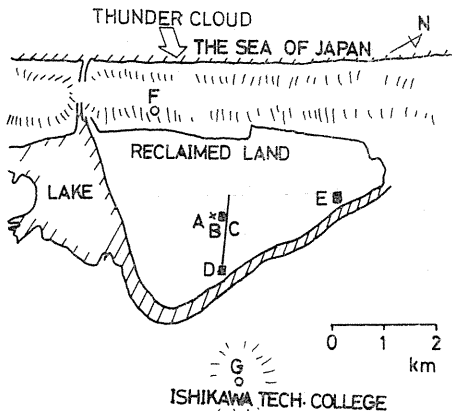 THUNDER CLOUD
N
THE SEA OF JAPAN
F
RECLAIMED LAND
LAKE
E
A
B
C
D
0 1 2
km
G
ISHIKAWA TECH. COLLEGE